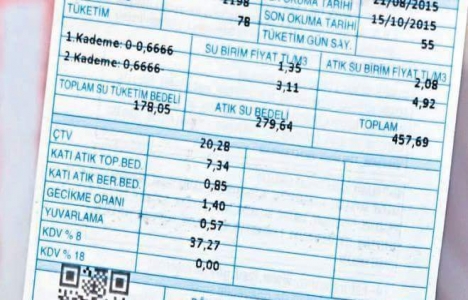 1198 OKUMA TARİHİ 21/08/2015
TÜKETİM 78 SON OKUMA TARİHİ 15/10/2015
TÜKETİM GÜN SAY. 55
1.Kademe: 0-0,6666 SU BİRİM FİYAT TL/M3 1,35 ATIK SU BİRİM FİYAT TL/M3 2,08
2.Kademe: 0,6666- 3,11 4,92
TOPLAM SU TÜKETİM BEDELİ 178,05 ATIK SU BEDELİ 279,64 TOPLAM 457,69
ÇTV 20,28
KATI ATIK TOP.BED. 7,34
KATI ATIK BER.BED. 0,85
GECİKME ORANI 1,40
YUVARLAMA 0,57
KDV % 8 37,27
KDV % 18 0,00